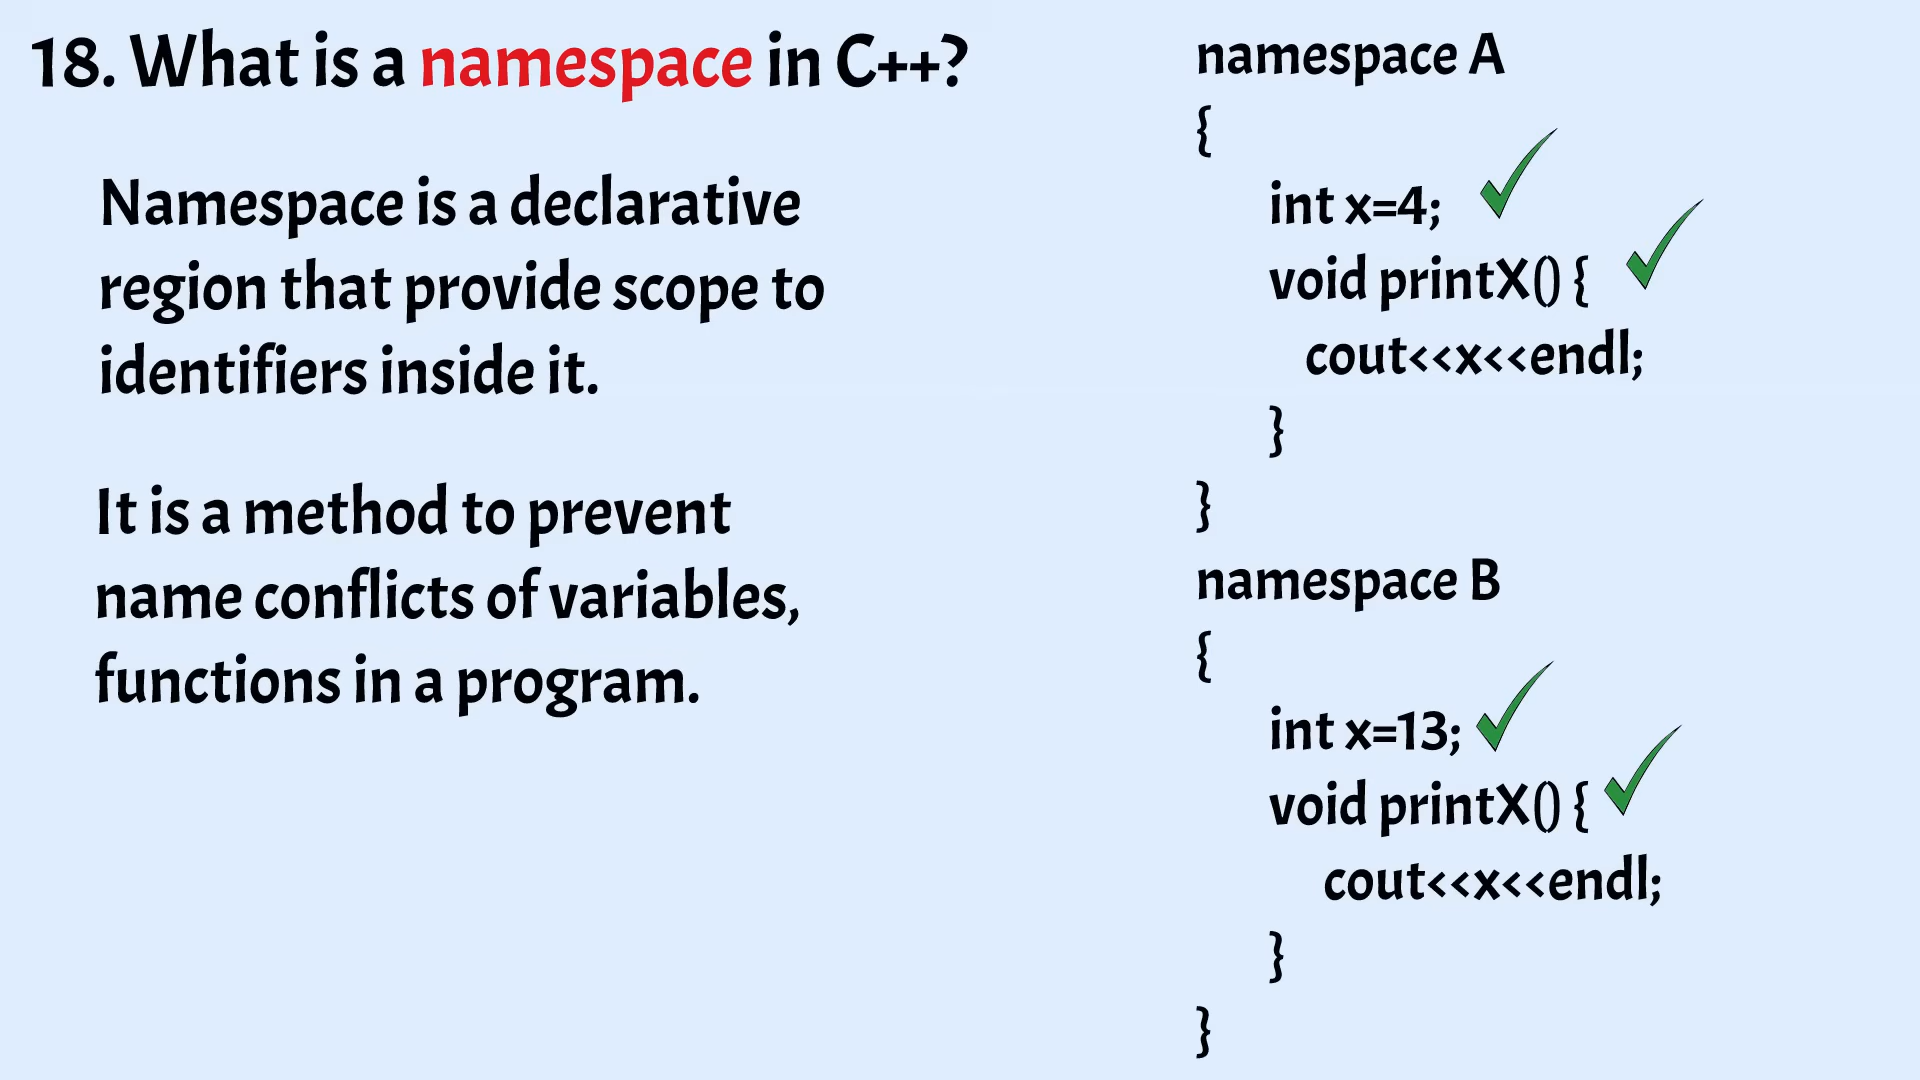 18. What is a namespace in C++?
Namespace is a declarative
region that provide scope to
identifiers inside it.
It is a method to prevent
name conflicts of variables,
functions in a program.
namespace A
{
int x=4;
void printX() {
cout<<x<<endl;
}
}
namespace B
{
int x=13;
void printX() {
cout<<x<<endl;
}
}